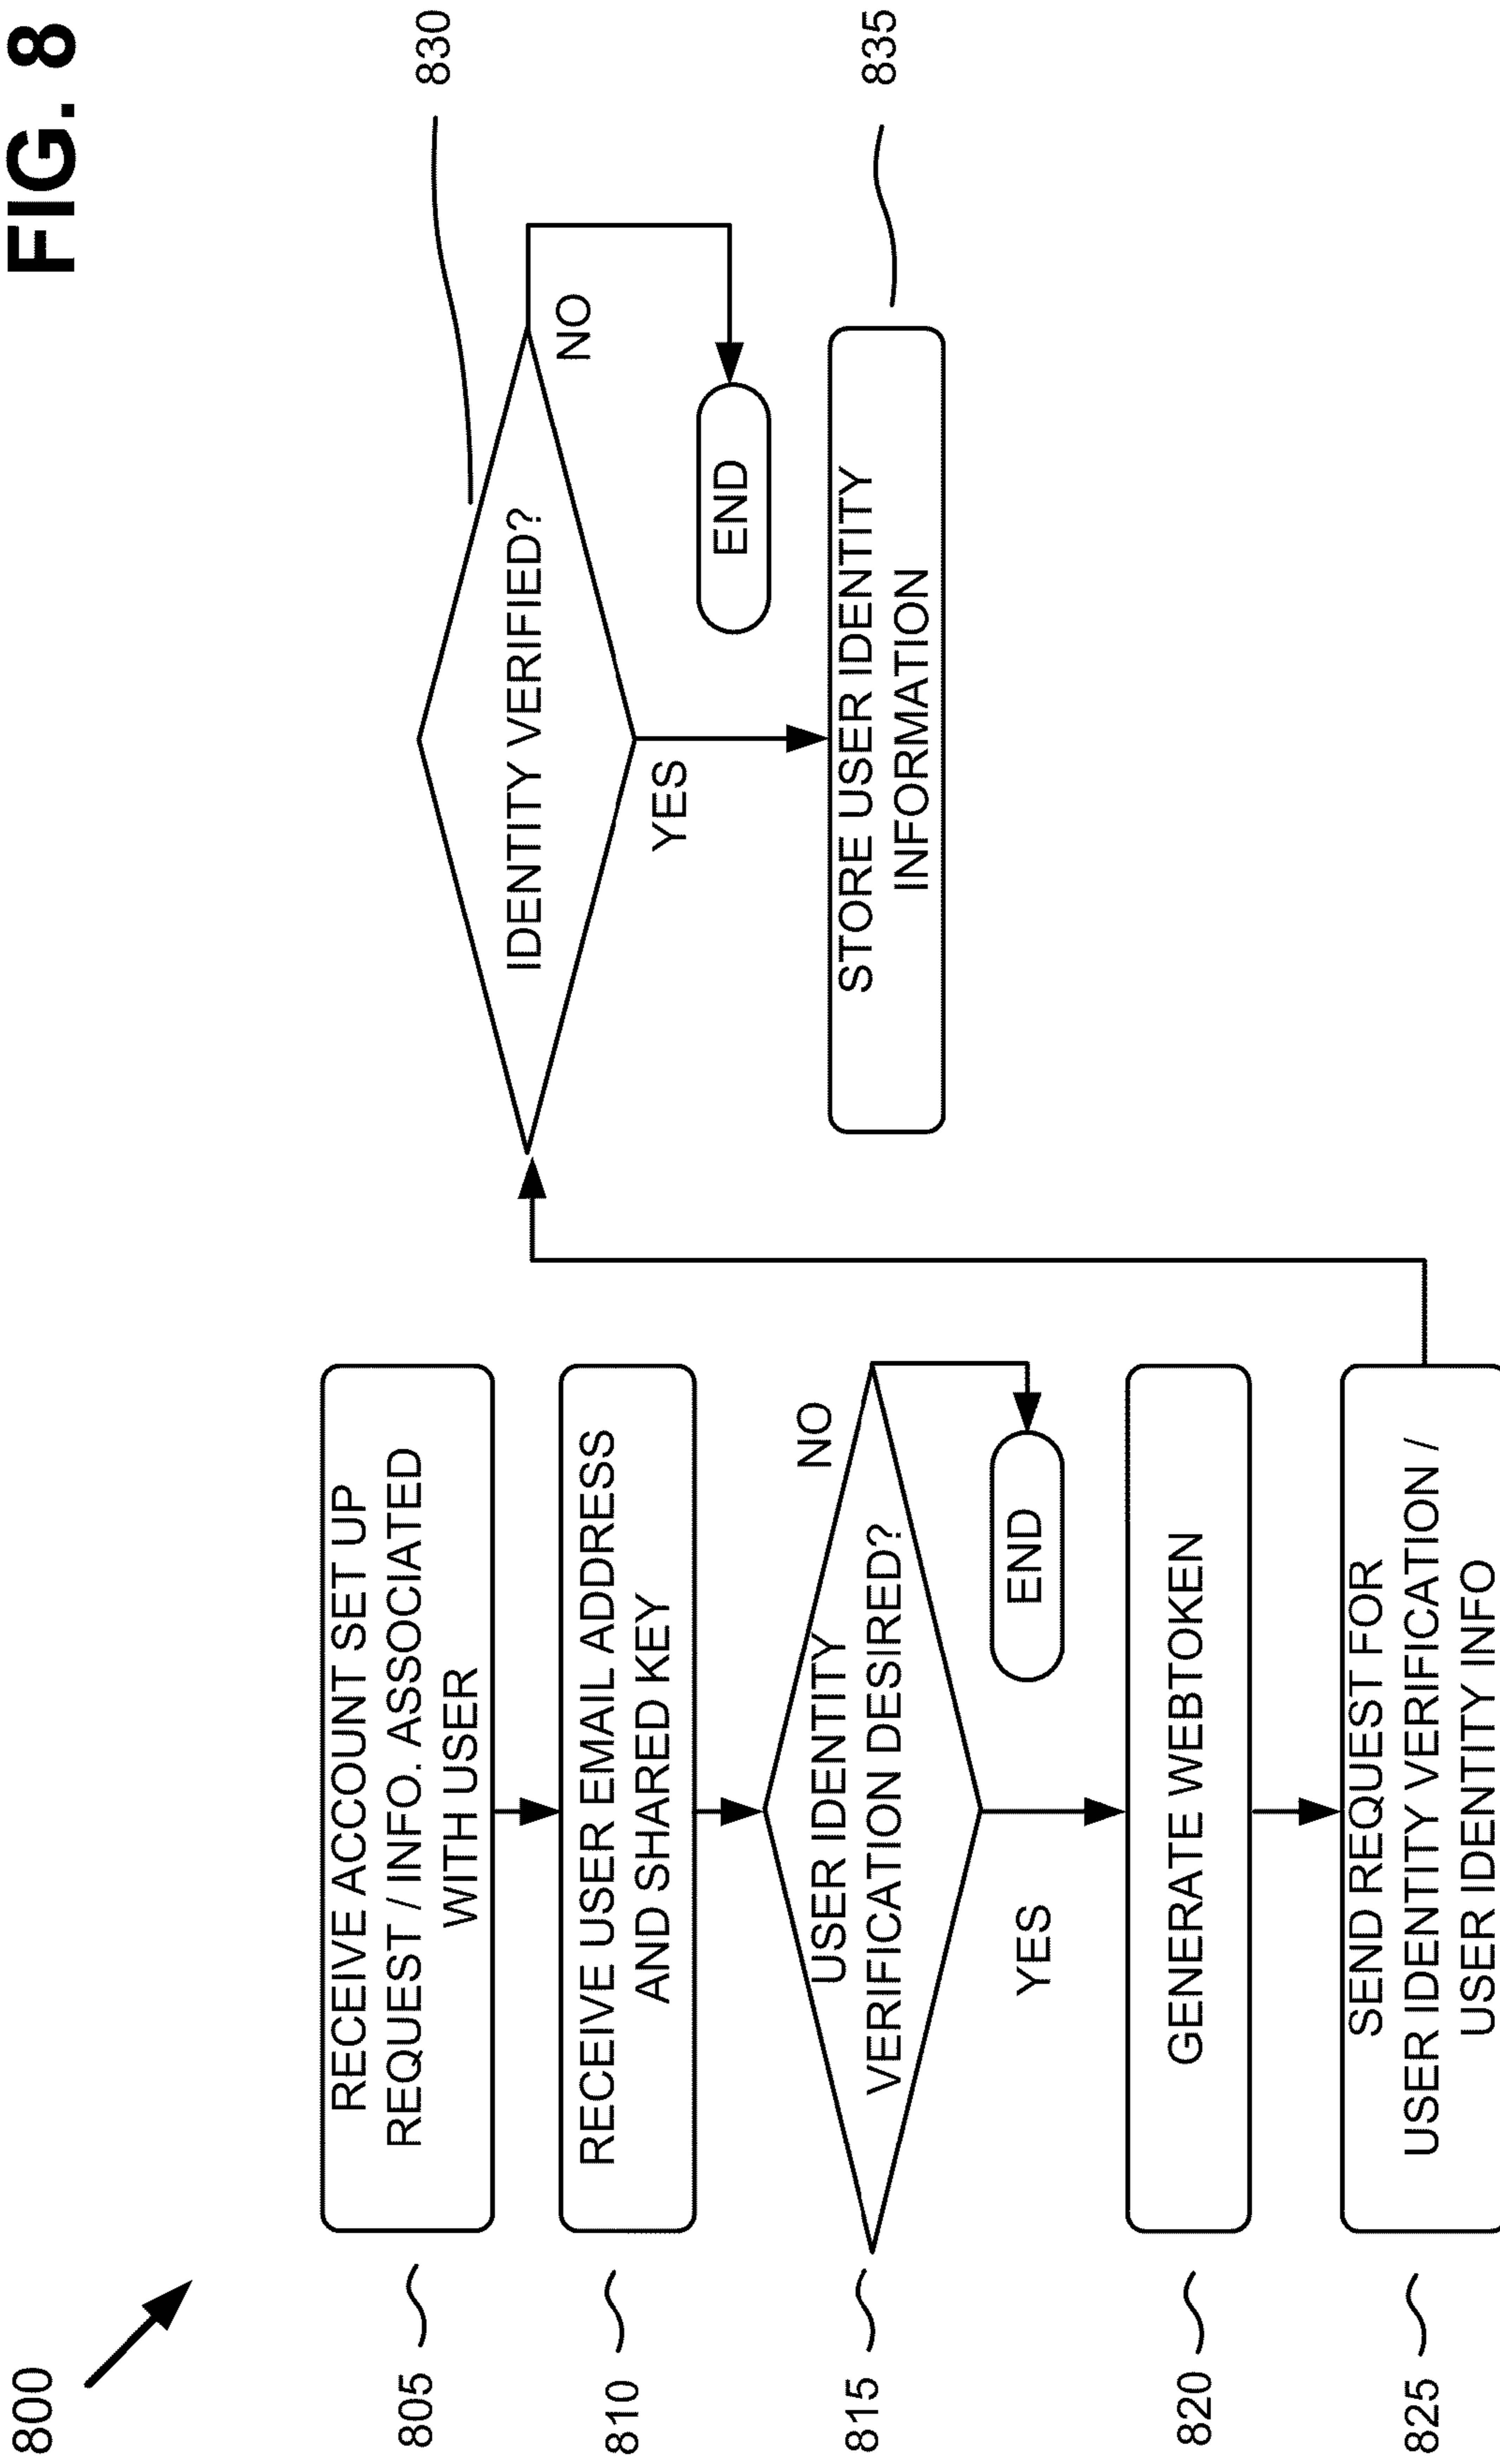 FIG. 8
800
805
RECEIVE ACCOUNT SET UP
REQUEST / INFO. ASSOCIATED
WITH USER
810
RECEIVE USER EMAIL ADDRESS
AND SHARED KEY
815
USER IDENTITY
VERIFICATION DESIRED?
NO
END
YES
820
GENERATE WEBTOKEN
825
SEND REQUEST FOR
USER IDENTITY VERIFICATION /
USER IDENTITY INFO
830
IDENTITY VERIFIED?
NO
END
YES
835
STORE USER IDENTITY
INFORMATION